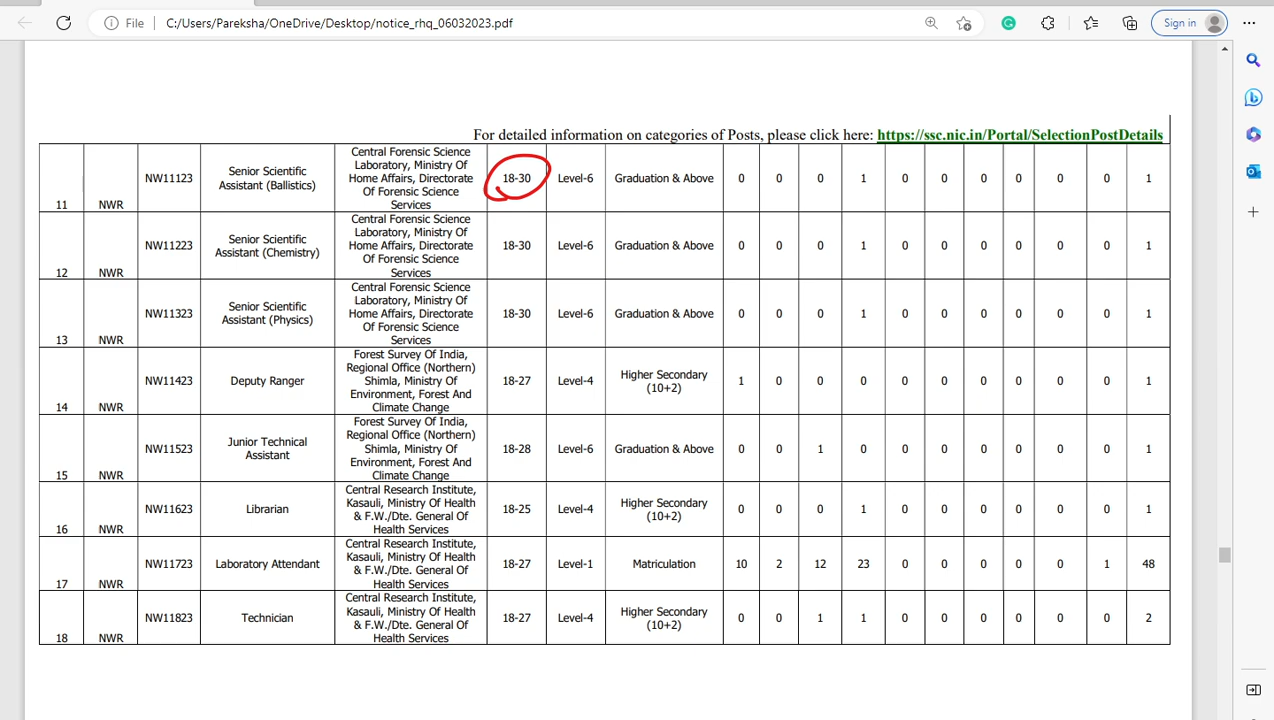 File C:/Users/Pareksha/OneDrive/Desktop/notice_rhq_06032023.pdf Sign in
For detailed information on categories of Posts, please click here: https://ssc.nic.in/Portal/SelectionPostDetails
11 NWR NW11123 Senior Scientific Assistant (Ballistics) Central Forensic Science Laboratory, Ministry Of Home Affairs, Directorate Of Forensic Science Services 18-30 Level-6 Graduation & Above 0 0 0 1 0 0 0 0 0 0 1
12 NWR NW11223 Senior Scientific Assistant (Chemistry) Central Forensic Science Laboratory, Ministry Of Home Affairs, Directorate Of Forensic Science Services 18-30 Level-6 Graduation & Above 0 0 0 1 0 0 0 0 0 0 1
13 NWR NW11323 Senior Scientific Assistant (Physics) Central Forensic Science Laboratory, Ministry Of Home Affairs, Directorate Of Forensic Science Services 18-30 Level-6 Graduation & Above 0 0 0 1 0 0 0 0 0 0 1
14 NWR NW11423 Deputy Ranger Forest Survey Of India, Regional Office (Northern) Shimla, Ministry Of Environment, Forest And Climate Change 18-27 Level-4 Higher Secondary (10+2) 1 0 0 0 0 0 0 0 0 0 1
15 NWR NW11523 Junior Technical Assistant Forest Survey Of India, Regional Office (Northern) Shimla, Ministry Of Environment, Forest And Climate Change 18-28 Level-6 Graduation & Above 0 0 1 0 0 0 0 0 0 0 1
16 NWR NW11623 Librarian Central Research Institute, Kasauli, Ministry Of Health & F.W./Dte. General Of Health Services 18-25 Level-4 Higher Secondary (10+2) 0 0 0 1 0 0 0 0 0 0 1
17 NWR NW11723 Laboratory Attendant Central Research Institute, Kasauli, Ministry Of Health & F.W./Dte. General Of Health Services 18-27 Level-1 Matriculation 10 2 12 23 0 0 0 0 0 1 48
18 NWR NW11823 Technician Central Research Institute, Kasauli, Ministry Of Health & F.W./Dte. General Of Health Services 18-27 Level-4 Higher Secondary (10+2) 0 0 1 1 0 0 0 0 0 0 2